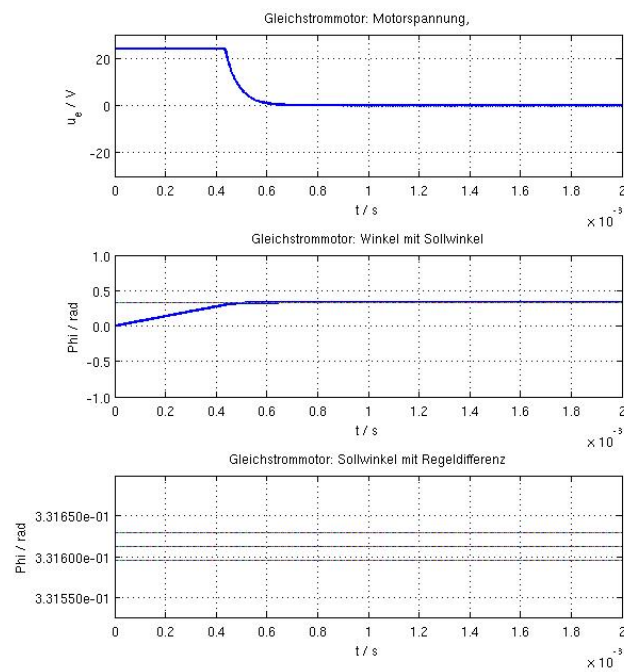 Gleichstrommotor: Motorspannung,
u_e / V
20
0
-20
0 0.2 0.4 0.6 0.8 1 1.2 1.4 1.6 1.8 2
t / s
x 10^-3
Gleichstrommotor: Winkel mit Sollwinkel
Phi / rad
1.0
0.5
0.0
-0.5
-1.0
0 0.2 0.4 0.6 0.8 1 1.2 1.4 1.6 1.8 2
t / s
x 10^-3
Gleichstrommotor: Sollwinkel mit Regeldifferenz
Phi / rad
3.31650e-01
3.31600e-01
3.31550e-01
0 0.2 0.4 0.6 0.8 1 1.2 1.4 1.6 1.8 2
t / s
x 10^-3